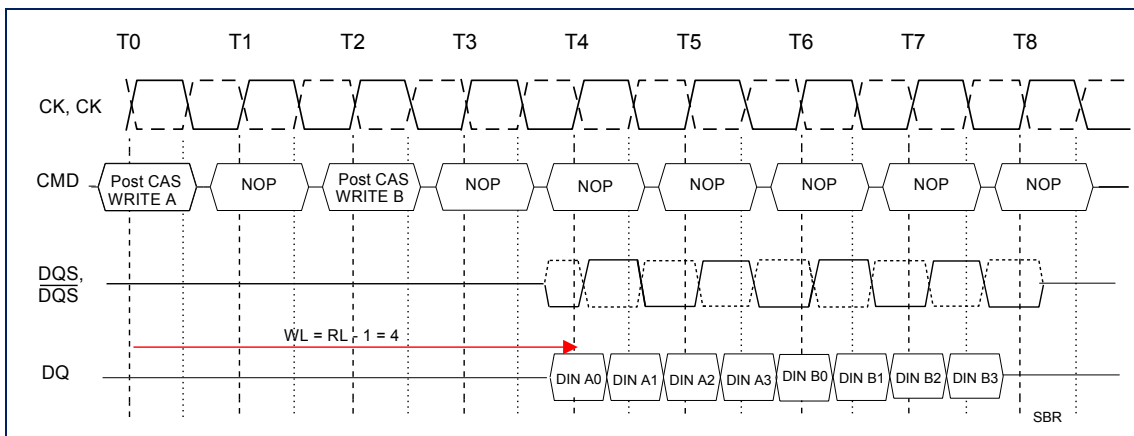 T0 T1 T2 T3 T4 T5 T6 T7 T8
CK, CK
CMD
Post CAS
WRITE A
NOP
Post CAS
WRITE B
NOP
NOP
NOP
NOP
NOP
NOP
DQS,
DQS
WL = RL - 1 = 4
DQ
DIN A0 DIN A1 DIN A2 DIN A3 DIN B0 DIN B1 DIN B2 DIN B3
SBR